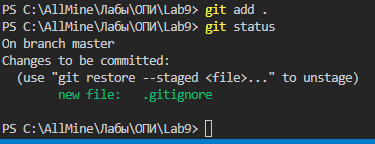 PS C:\AllMine\Лабы\ОПИ\Lab9> git add .
PS C:\AllMine\Лабы\ОПИ\Lab9> git status
On branch master
Changes to be committed:
  (use "git restore --staged <file>..." to unstage)
        new file:   .gitignore
PS C:\AllMine\Лабы\ОПИ\Lab9>